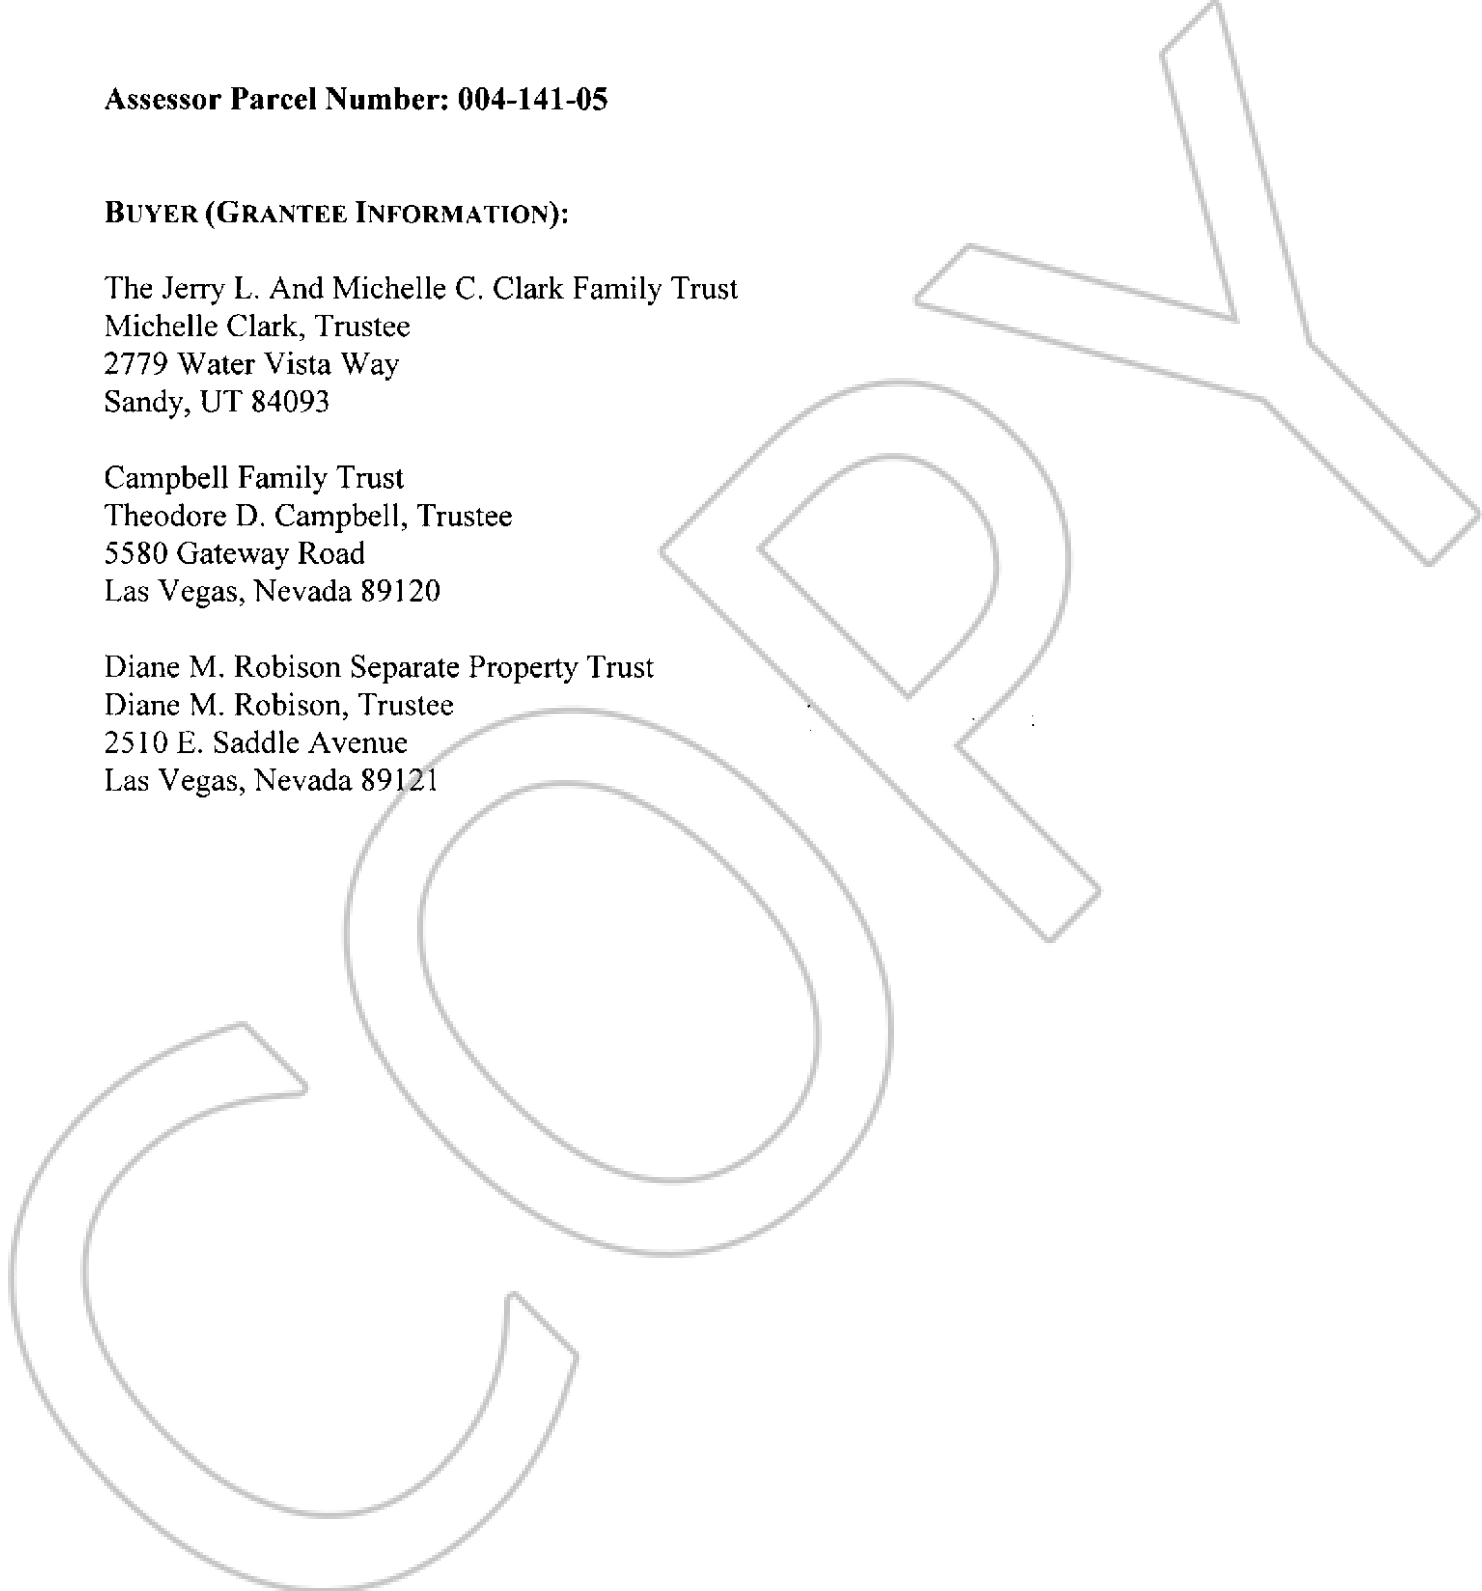 Assessor Parcel Number: 004-141-05
BUYER (GRANTEE INFORMATION):
The Jerry L. And Michelle C. Clark Family Trust
Michelle Clark, Trustee
2779 Water Vista Way
Sandy, UT 84093
Campbell Family Trust
Theodore D. Campbell, Trustee
5580 Gateway Road
Las Vegas, Nevada 89120
Diane M. Robison Separate Property Trust
Diane M. Robison, Trustee
2510 E. Saddle Avenue
Las Vegas, Nevada 89121
COPY